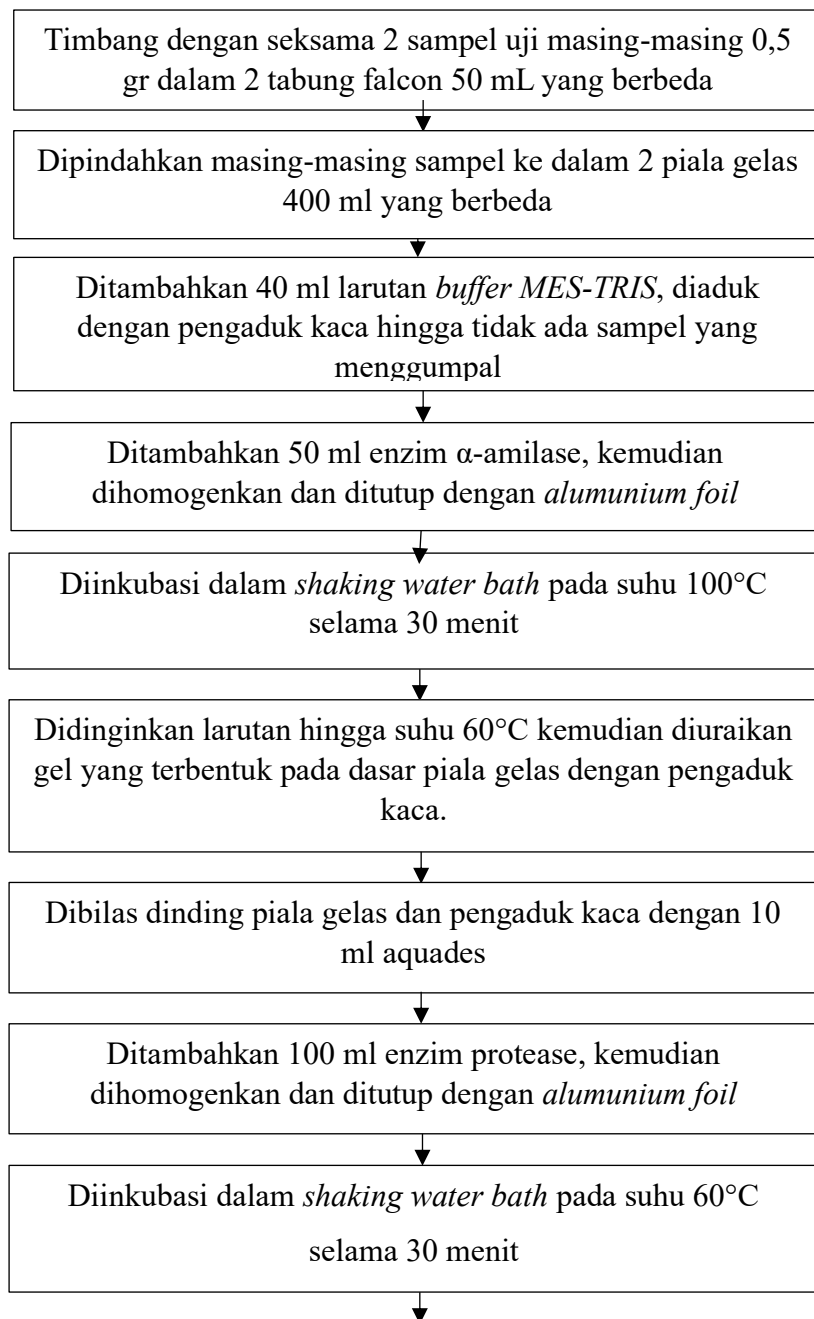 Timbang dengan seksama 2 sampel uji masing-masing 0,5
gr dalam 2 tabung falcon 50 mL yang berbeda
Dipindahkan masing-masing sampel ke dalam 2 piala gelas
400 ml yang berbeda
Ditambahkan 40 ml larutan buffer MES-TRIS, diaduk
dengan pengaduk kaca hingga tidak ada sampel yang
menggumpal
Ditambahkan 50 ml enzim α-amilase, kemudian
dihomogenkan dan ditutup dengan alumunium foil
Diinkubasi dalam shaking water bath pada suhu 100°C
selama 30 menit
Didinginkan larutan hingga suhu 60°C kemudian diuraikan
gel yang terbentuk pada dasar piala gelas dengan pengaduk
kaca.
Dibilas dinding piala gelas dan pengaduk kaca dengan 10
ml aquades
Ditambahkan 100 ml enzim protease, kemudian
dihomogenkan dan ditutup dengan alumunium foil
Diinkubasi dalam shaking water bath pada suhu 60°C
selama 30 menit